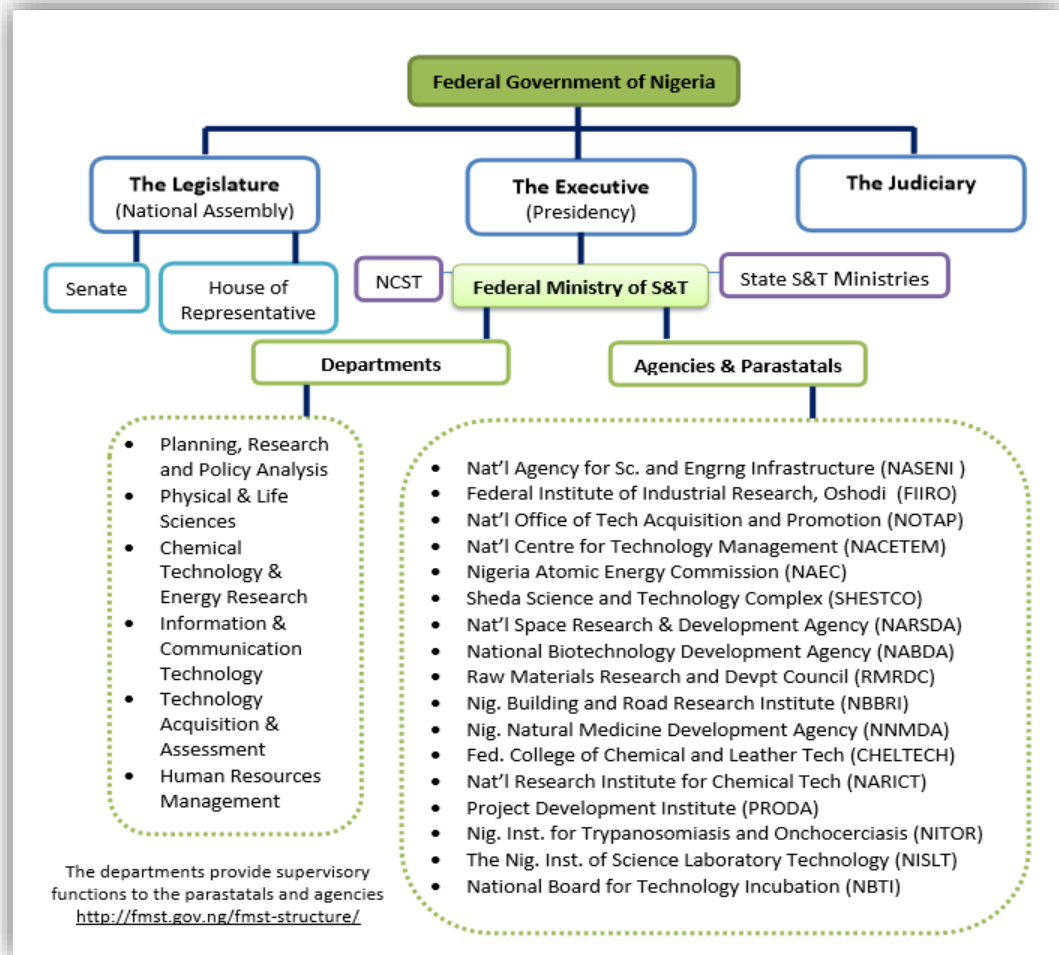 Federal Government of Nigeria
The Legislature
(National Assembly)
The Executive
(Presidency)
The Judiciary
Senate
House of
Representative
NCST
Federal Ministry of S&T
State S&T Ministries
Departments
Agencies & Parastatals
• Planning, Research
and Policy Analysis
• Physical & Life
Sciences
• Chemical
Technology &
Energy Research
• Information &
Communication
Technology
• Technology
Acquisition &
Assessment
• Human Resources
Management
• Nat’l Agency for Sc. and Engrng Infrastructure (NASENI )
• Federal Institute of Industrial Research, Oshodi (FIIRO)
• Nat’l Office of Tech Acquisition and Promotion (NOTAP)
• Nat’l Centre for Technology Management (NACETEM)
• Nigeria Atomic Energy Commission (NAEC)
• Sheda Science and Technology Complex (SHESTCO)
• Nat’l Space Research & Development Agency (NARSDA)
• National Biotechnology Development Agency (NABDA)
• Raw Materials Research and Devpt Council (RMRDC)
• Nig. Building and Road Research Institute (NBBRI)
• Nig. Natural Medicine Development Agency (NNMDA)
• Fed. College of Chemical and Leather Tech (CHELTECH)
• Nat’l Research Institute for Chemical Tech (NARICT)
• Project Development Institute (PRODA)
• Nig. Inst. for Trypanosomiasis and Onchocerciasis (NITOR)
• The Nig. Inst. of Science Laboratory Technology (NISLT)
• National Board for Technology Incubation (NBTI)
The departments provide supervisory
functions to the parastatals and agencies
http://fmst.gov.ng/fmst-structure/